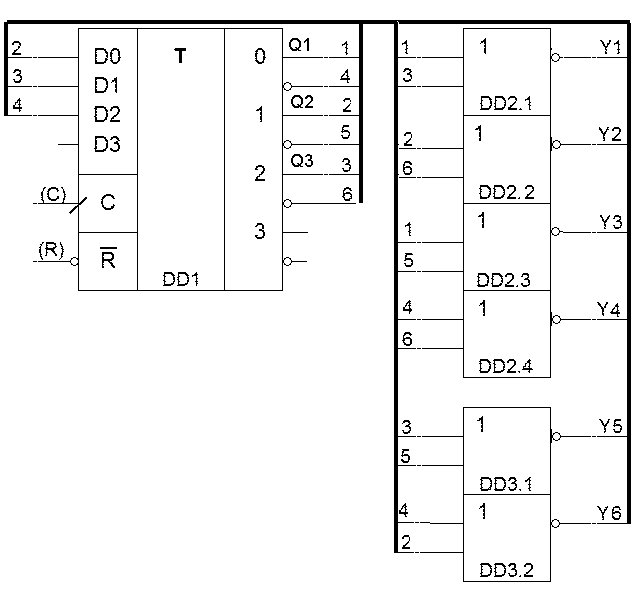 2 D0 T 0 Q1 1 1 1 Y1
3 D1 4 3
4 D2 1 Q2 2 DD2.1
D3 5 2 1 Y2
2 Q3 3 6
(C) C 6 DD2.2
3 1 1 Y3
(R) R̅ 5
DD1 DD2.3
4 1 Y4
6
DD2.4
3 1 Y5
5
DD3.1
4 1 Y6
2
DD3.2